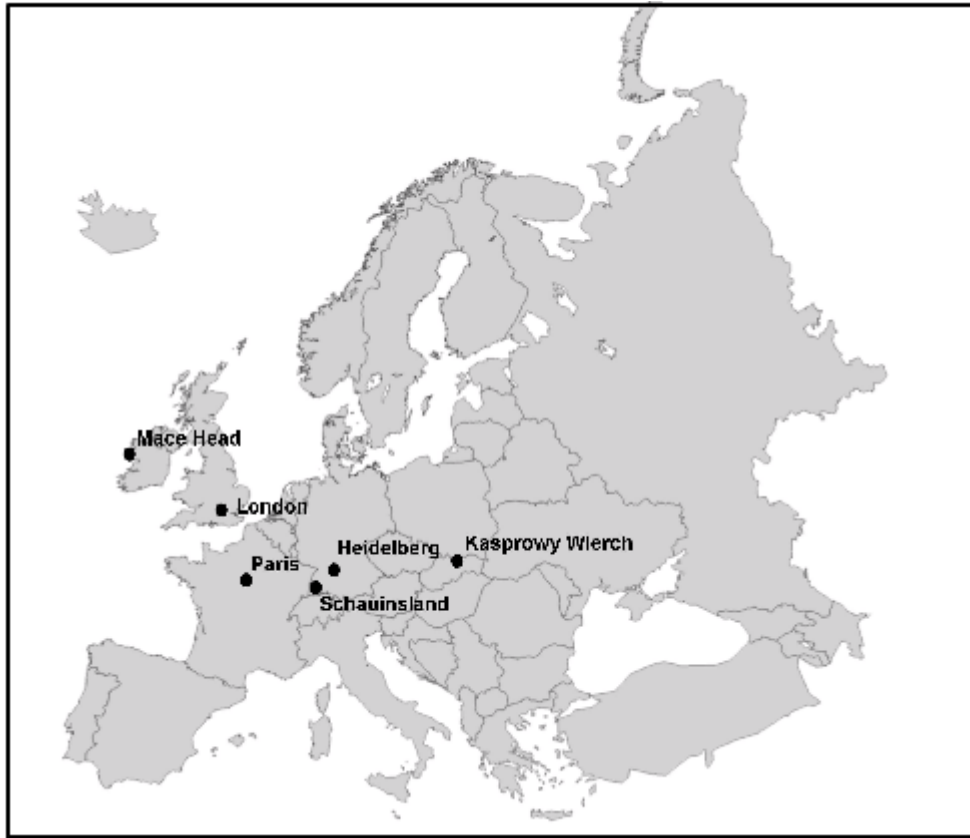 Mace Head
London
Paris
Heidelberg
Kasprowy Wierch
Schauinsland